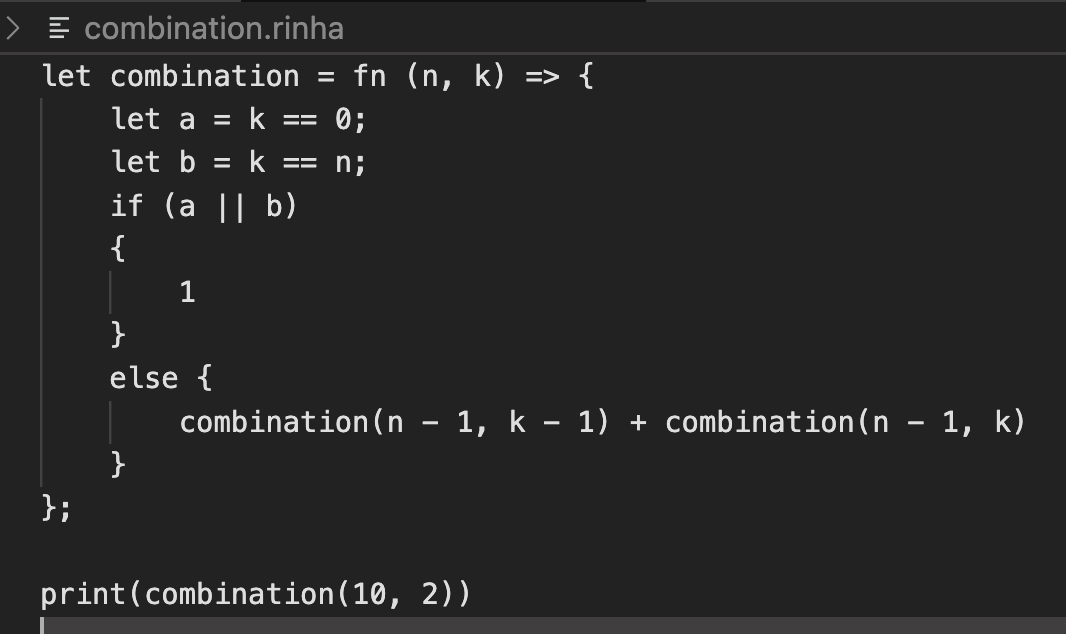 combination.rinha
let combination = fn (n, k) => {
    let a = k == 0;
    let b = k == n;
    if (a || b)
    {
        1
    }
    else {
        combination(n - 1, k - 1) + combination(n - 1, k)
    }
};

print(combination(10, 2))